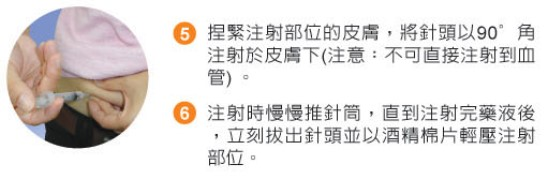 5 捏緊注射部位的皮膚，將針頭以90°角
注射於皮膚下(注意：不可直接注射到血
管)。
6 注射時慢慢推針筒，直到注射完藥液後
，立刻拔出針頭並以酒精棉片輕壓注射
部位。